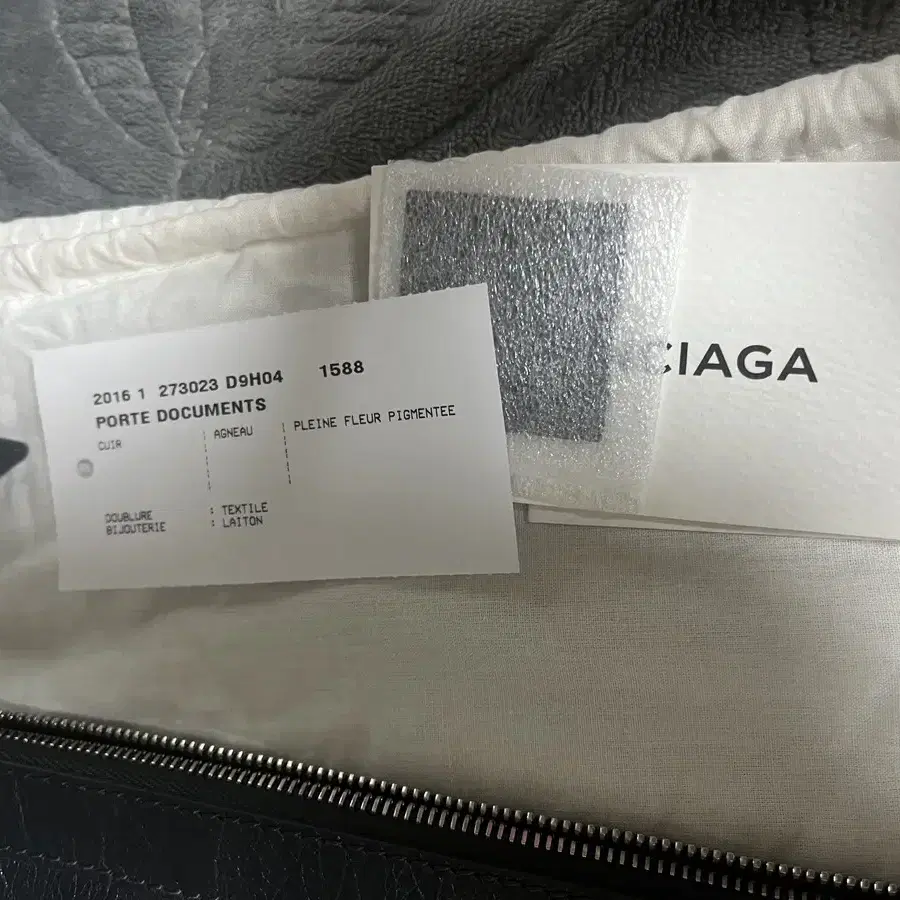 2016 1 273023 D9H04 1588
PORTE DOCUMENTS
CUIR AGNEAU PLEINE FLEUR PIGMENTEE
DOUBLURE : TEXTILE
BIJOUTERIE : LAITON
CIAGA